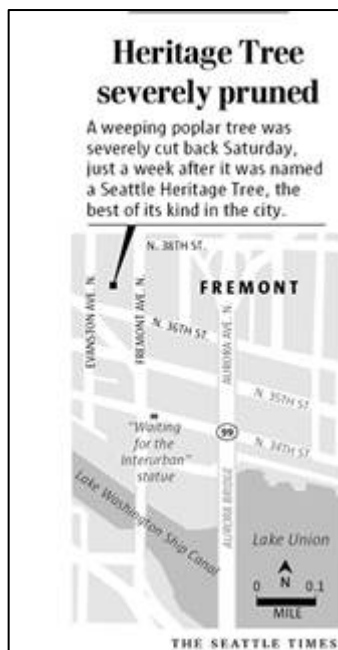 Heritage Tree
severely pruned
A weeping poplar tree was
severely cut back Saturday,
just a week after it was named
a Seattle Heritage Tree, the
best of its kind in the city.
N. 38TH ST.
FREMONT
EVANSTON AVE. N.
FREMONT AVE. N.
N. 36TH ST.
AURORA AVE. N.
N. 35TH ST.
"Waiting
for the
Interurban"
statue
99
N. 34TH ST.
Lake Washington Ship Canal
AURORA BRIDGE
Lake Union
N
0 0.1
MILE
THE SEATTLE TIMES